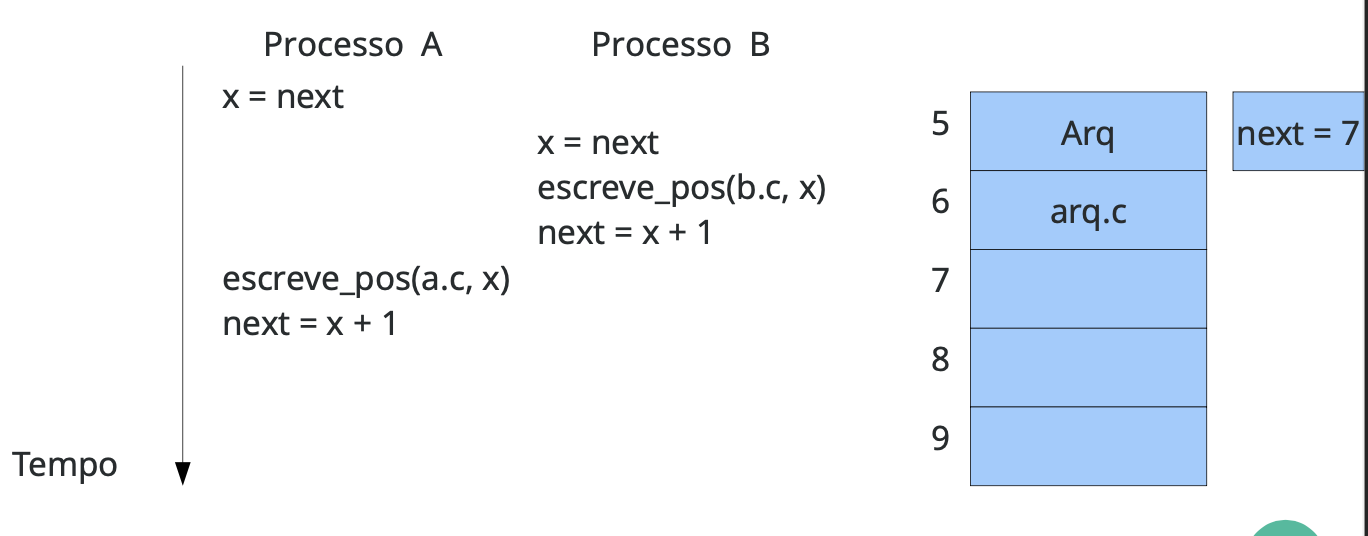 Processo A
Processo B
x = next
x = next
escreve_pos(b.c, x)
next = x + 1
escreve_pos(a.c, x)
next = x + 1
Tempo
5
Arq
next = 7
6
arq.c
7
8
9